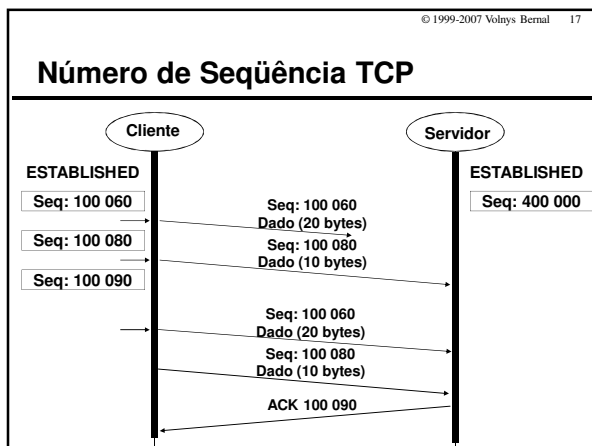 © 1999-2007 Volnys Bernal 17
Número de Seqüência TCP
Cliente
Servidor
ESTABLISHED
ESTABLISHED
Seq: 100 060
Seq: 400 000
Seq: 100 060
Dado (20 bytes)
Seq: 100 080
Seq: 100 080
Dado (10 bytes)
Seq: 100 090
Seq: 100 060
Dado (20 bytes)
Seq: 100 080
Dado (10 bytes)
ACK 100 090